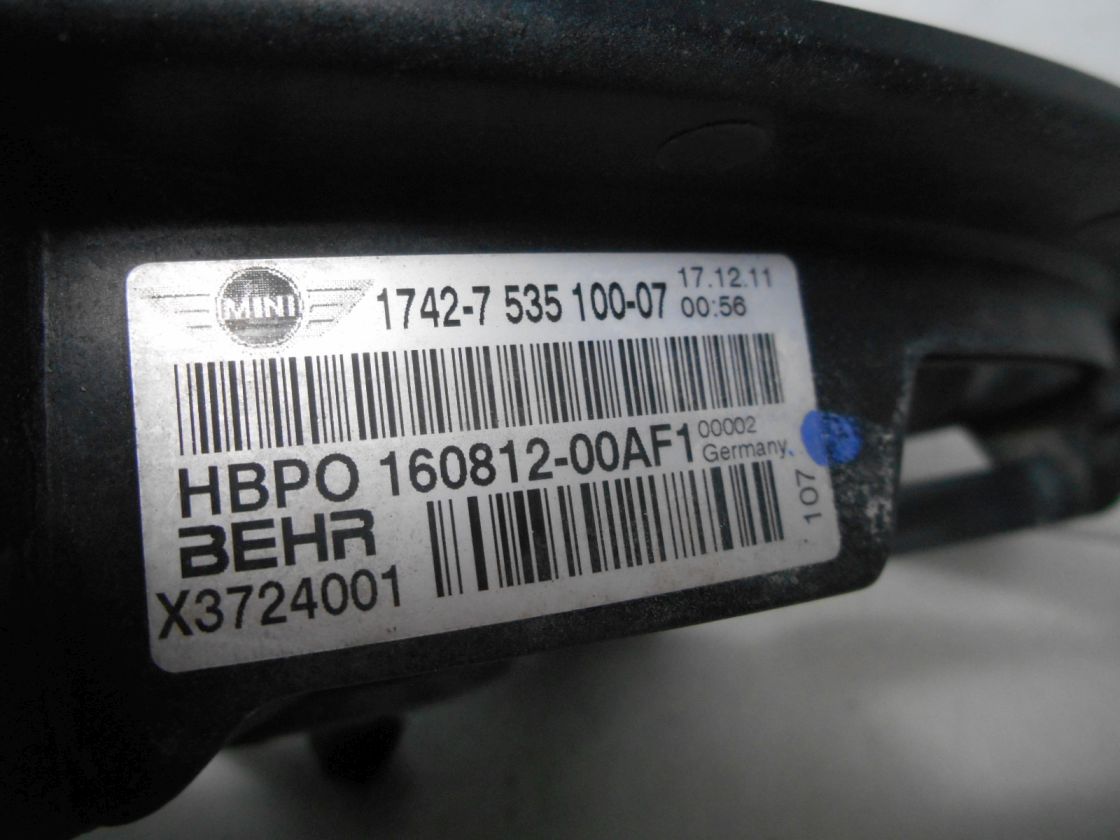 MINI
1742-7 535 100-07
17.12.11
00:56
HBPO 160812-00AF1
00002
Germany.
107
BEHR
X3724001